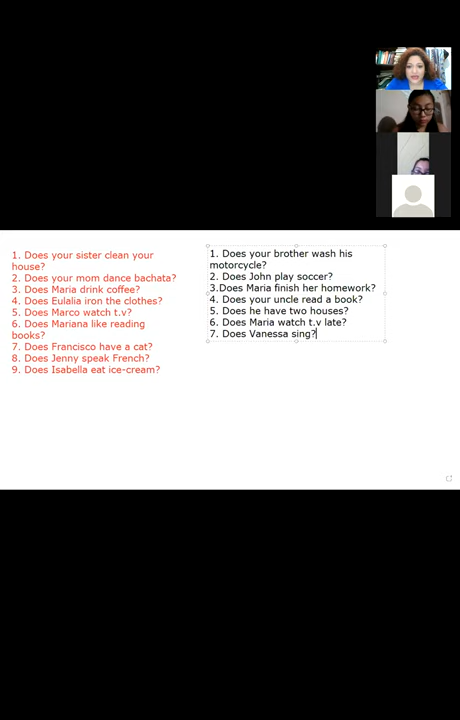 1. Does your sister clean your
house?
2. Does your mom dance bachata?
3. Does Maria drink coffee?
4. Does Eulalia iron the clothes?
5. Does Marco watch t.v?
6. Does Mariana like reading
books?
7. Does Francisco have a cat?
8. Does Jenny speak French?
9. Does Isabella eat ice-cream?
1. Does your brother wash his
motorcycle?
2. Does John play soccer?
3.Does Maria finish her homework?
4. Does your uncle read a book?
5. Does he have two houses?
6. Does Maria watch t.v late?
7. Does Vanessa sing?